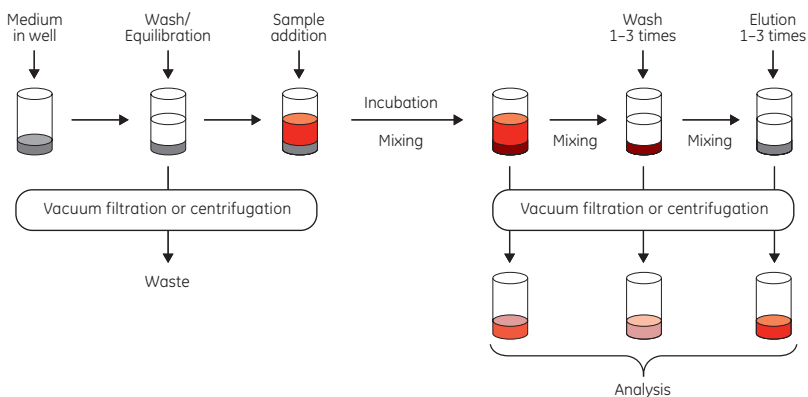 Medium
in well
Wash/
Equilibration
Sample
addition
Incubation
Mixing
Wash
1–3 times
Elution
1–3 times
Mixing
Mixing
Vacuum filtration or centrifugation
Vacuum filtration or centrifugation
Waste
Analysis